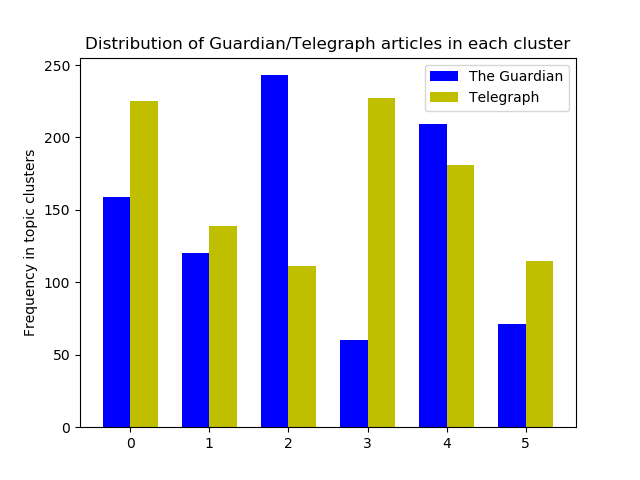 Distribution of Guardian/Telegraph articles in each cluster
The Guardian
Telegraph
Frequency in topic clusters
250
200
150
100
50
0
0 1 2 3 4 5